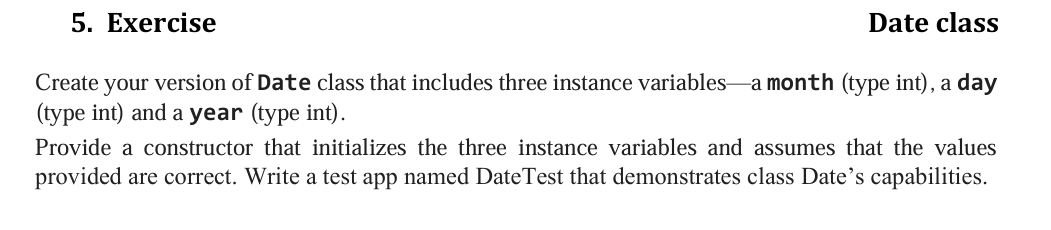 5. Exercise Date class
Create your version of Date class that includes three instance variables—a month (type int), a day
(type int) and a year (type int).
Provide a constructor that initializes the three instance variables and assumes that the values
provided are correct. Write a test app named DateTest that demonstrates class Date’s capabilities.